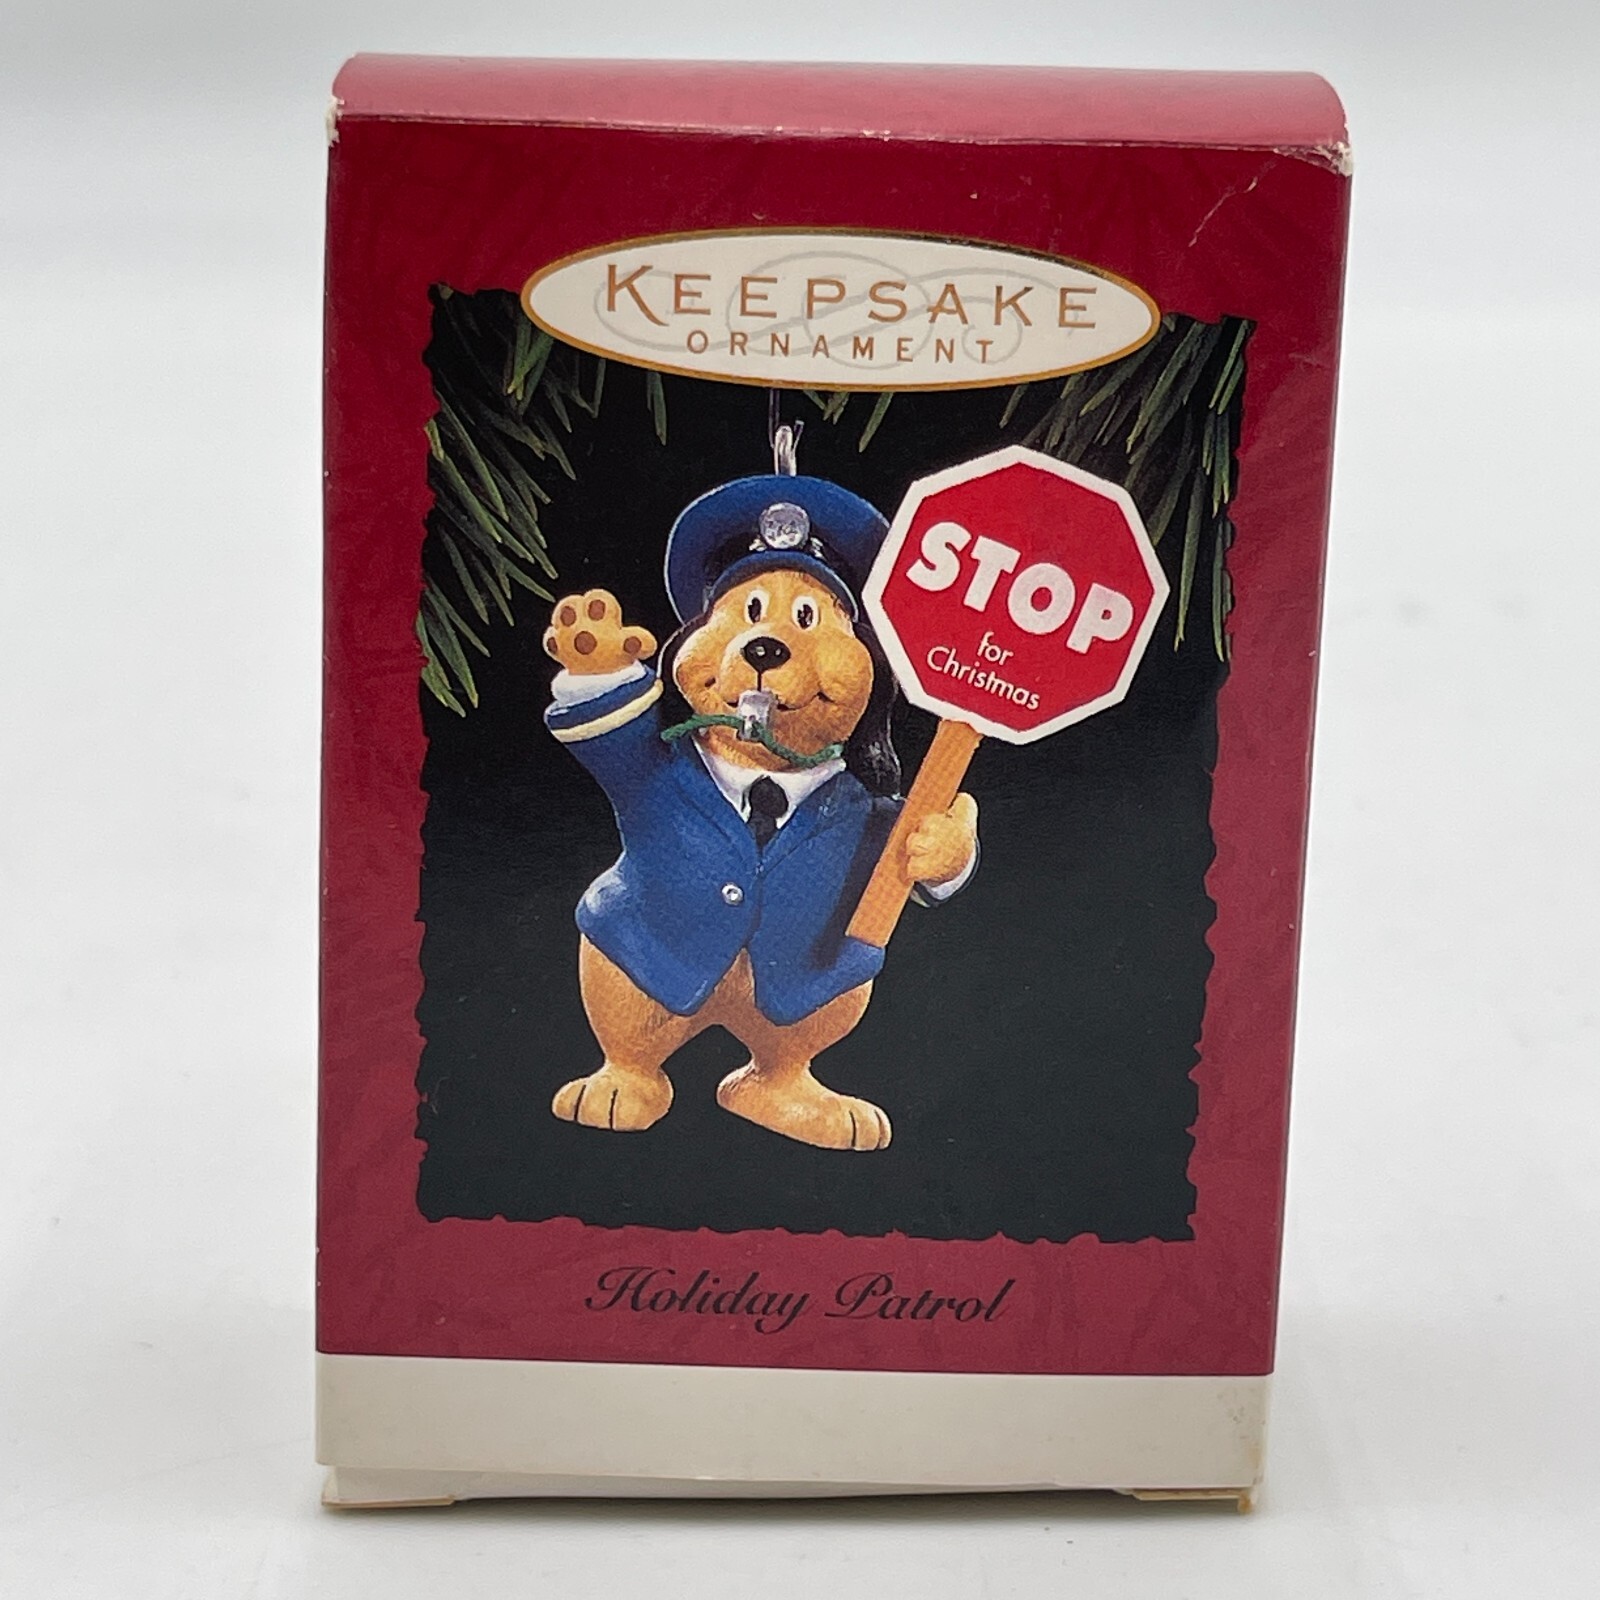 KEEPSAKE
ORNAMENT
STOP
for
Christmas
Holiday Patrol